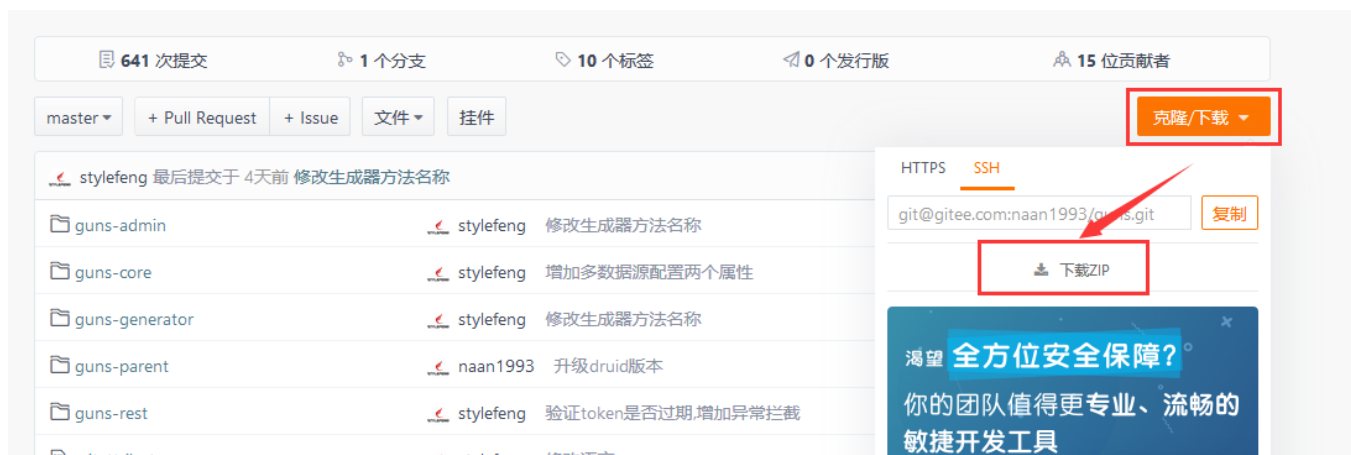 641 次提交 1 个分支 10 个标签 0 个发行版 15 位贡献者
master + Pull Request + Issue 文件 挂件 克隆/下载
stylefeng 最后提交于 4天前 修改生成器方法名称
HTTPS SSH
git@gitee.com:naan1993/guns.git 复制
下载ZIP
guns-admin stylefeng 修改生成器方法名称
guns-core stylefeng 增加多数据源配置两个属性
guns-generator stylefeng 修改生成器方法名称
guns-parent naan1993 升级druid版本
guns-rest stylefeng 验证token是否过期,增加异常拦截
渴望 全方位安全保障?
你的团队值得更专业、流畅的
敏捷开发工具